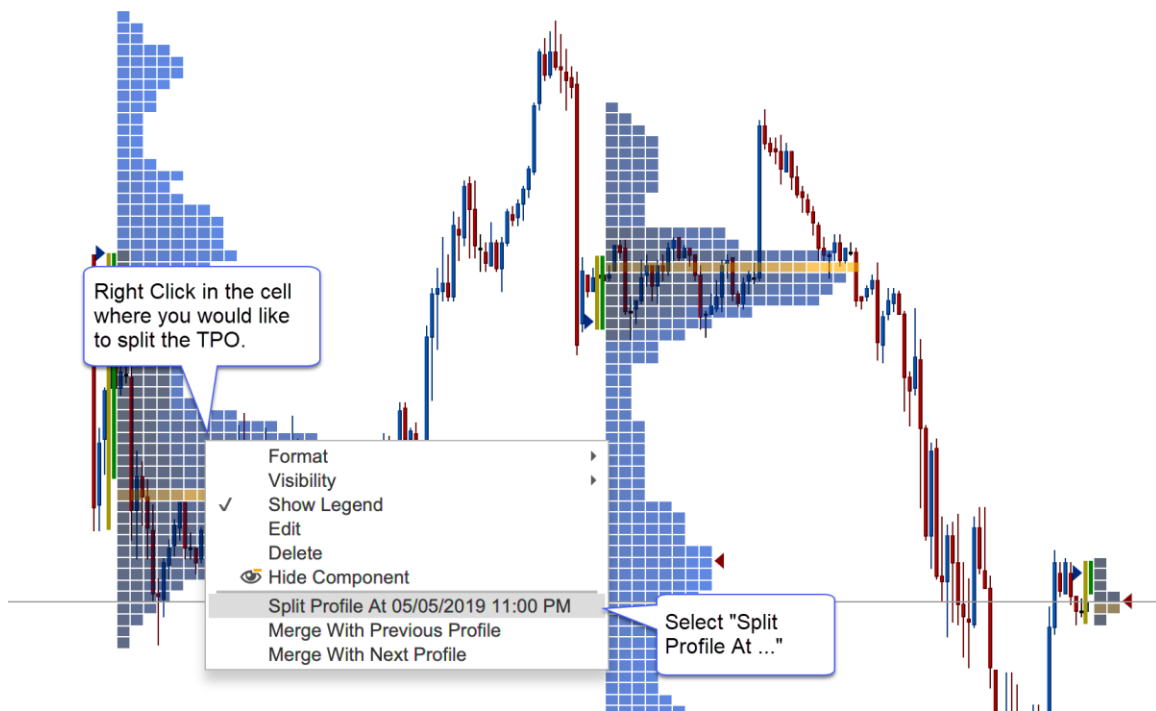 Right Click in the cell
where you would like
to split the TPO.
Format
Visibility
Show Legend
Edit
Delete
Hide Component
Split Profile At 05/05/2019 11:00 PM
Merge With Previous Profile
Merge With Next Profile
Select "Split
Profile At ..."